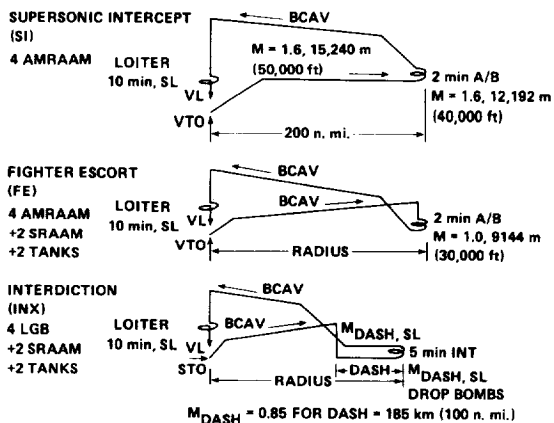 SUPERSONIC INTERCEPT
(SI)
4 AMRAAM
BCAV
LOITER
10 min, SL
M = 1.6, 15,240 m
(50,000 ft)
VL
VTO
2 min A/B
M = 1.6, 12,192 m
(40,000 ft)
200 n. mi.
FIGHTER ESCORT
(FE)
4 AMRAAM
+2 SRAAM
+2 TANKS
BCAV
LOITER
10 min, SL
BCAV
VL
VTO
2 min A/B
M = 1.0, 9144 m
(30,000 ft)
RADIUS
INTERDICTION
(INX)
4 LGB
+2 SRAAM
+2 TANKS
BCAV
LOITER
10 min, SL
BCAV
VL
STO
MDASH, SL
5 min INT
DASH
MDASH, SL
DROP BOMBS
RADIUS
MDASH = 0.85 FOR DASH = 185 km (100 n. mi.)